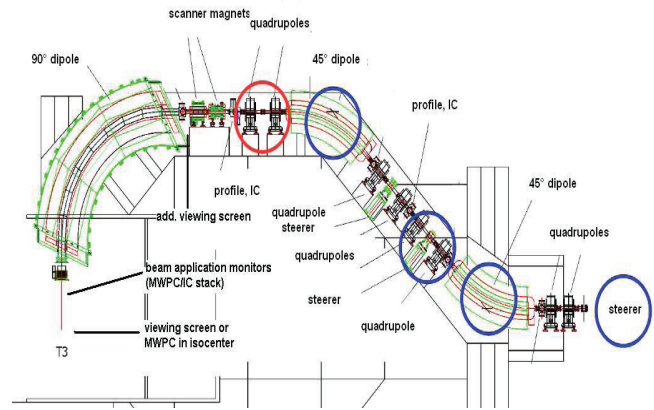 scanner magnets
quadrupoles
90° dipole
45° dipole
profile, IC
profile, IC
add. viewing screen
quadrupole
steerer
45° dipole
quadrupoles
beam application monitors
(MWPC/IC stack)
quadrupoles
steerer
steerer
viewing screen or
MWPC in isocenter
quadrupole
T3